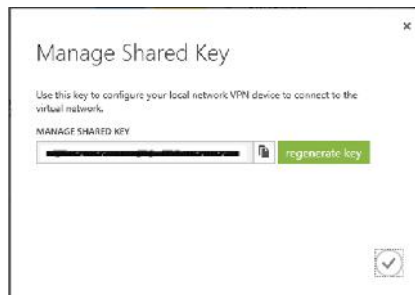 Manage Shared Key
Use this key to configure your local network VPN device to connect to the
virtual network.
MANAGE SHARED KEY
regenerate key